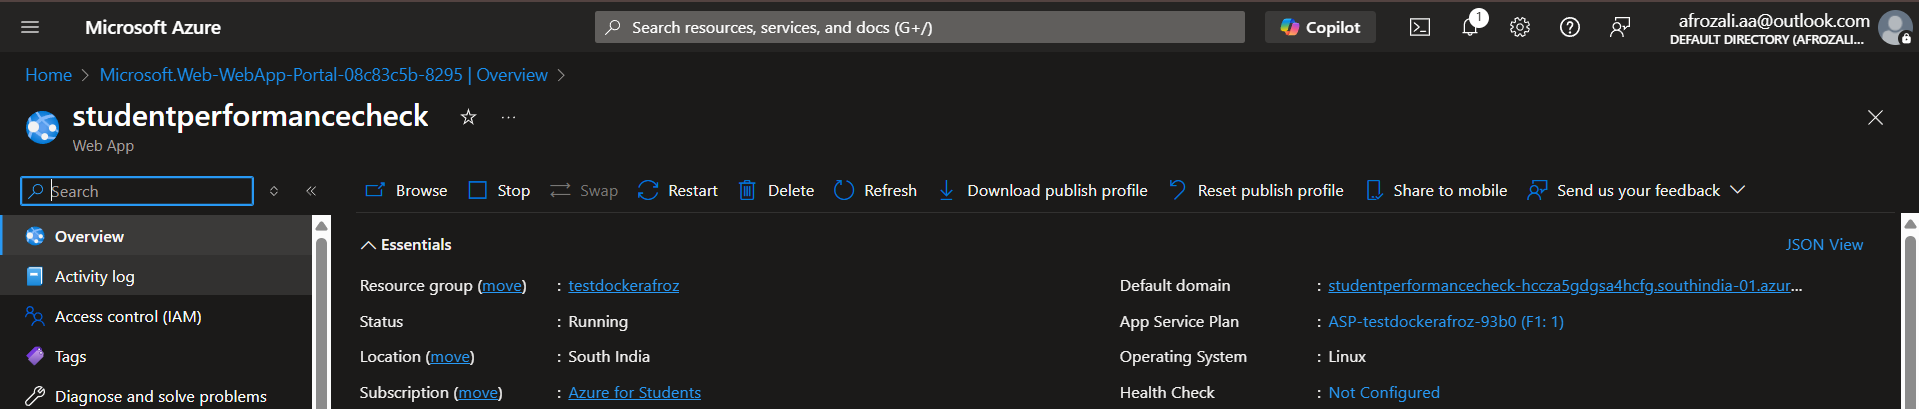 Microsoft Azure
Search resources, services, and docs (G+/)
Copilot
1
afrozali.aa@outlook.com
DEFAULT DIRECTORY (AFROZALI...
Home > Microsoft.Web-WebApp-Portal-08c83c5b-8295 | Overview >
studentperformancecheck
Web App
Search
Browse Stop Swap Restart Delete Refresh Download publish profile Reset publish profile Share to mobile Send us your feedback
Overview
Activity log
Access control (IAM)
Tags
Diagnose and solve problems
Essentials
JSON View
Resource group (move) : testdockerafroz
Status : Running
Location (move) : South India
Subscription (move) : Azure for Students
Default domain : studentperformancecheck-hccza5gdgsa4hcfg.southindia-01.azur...
App Service Plan : ASP-testdockerafroz-93b0 (F1: 1)
Operating System : Linux
Health Check : Not Configured